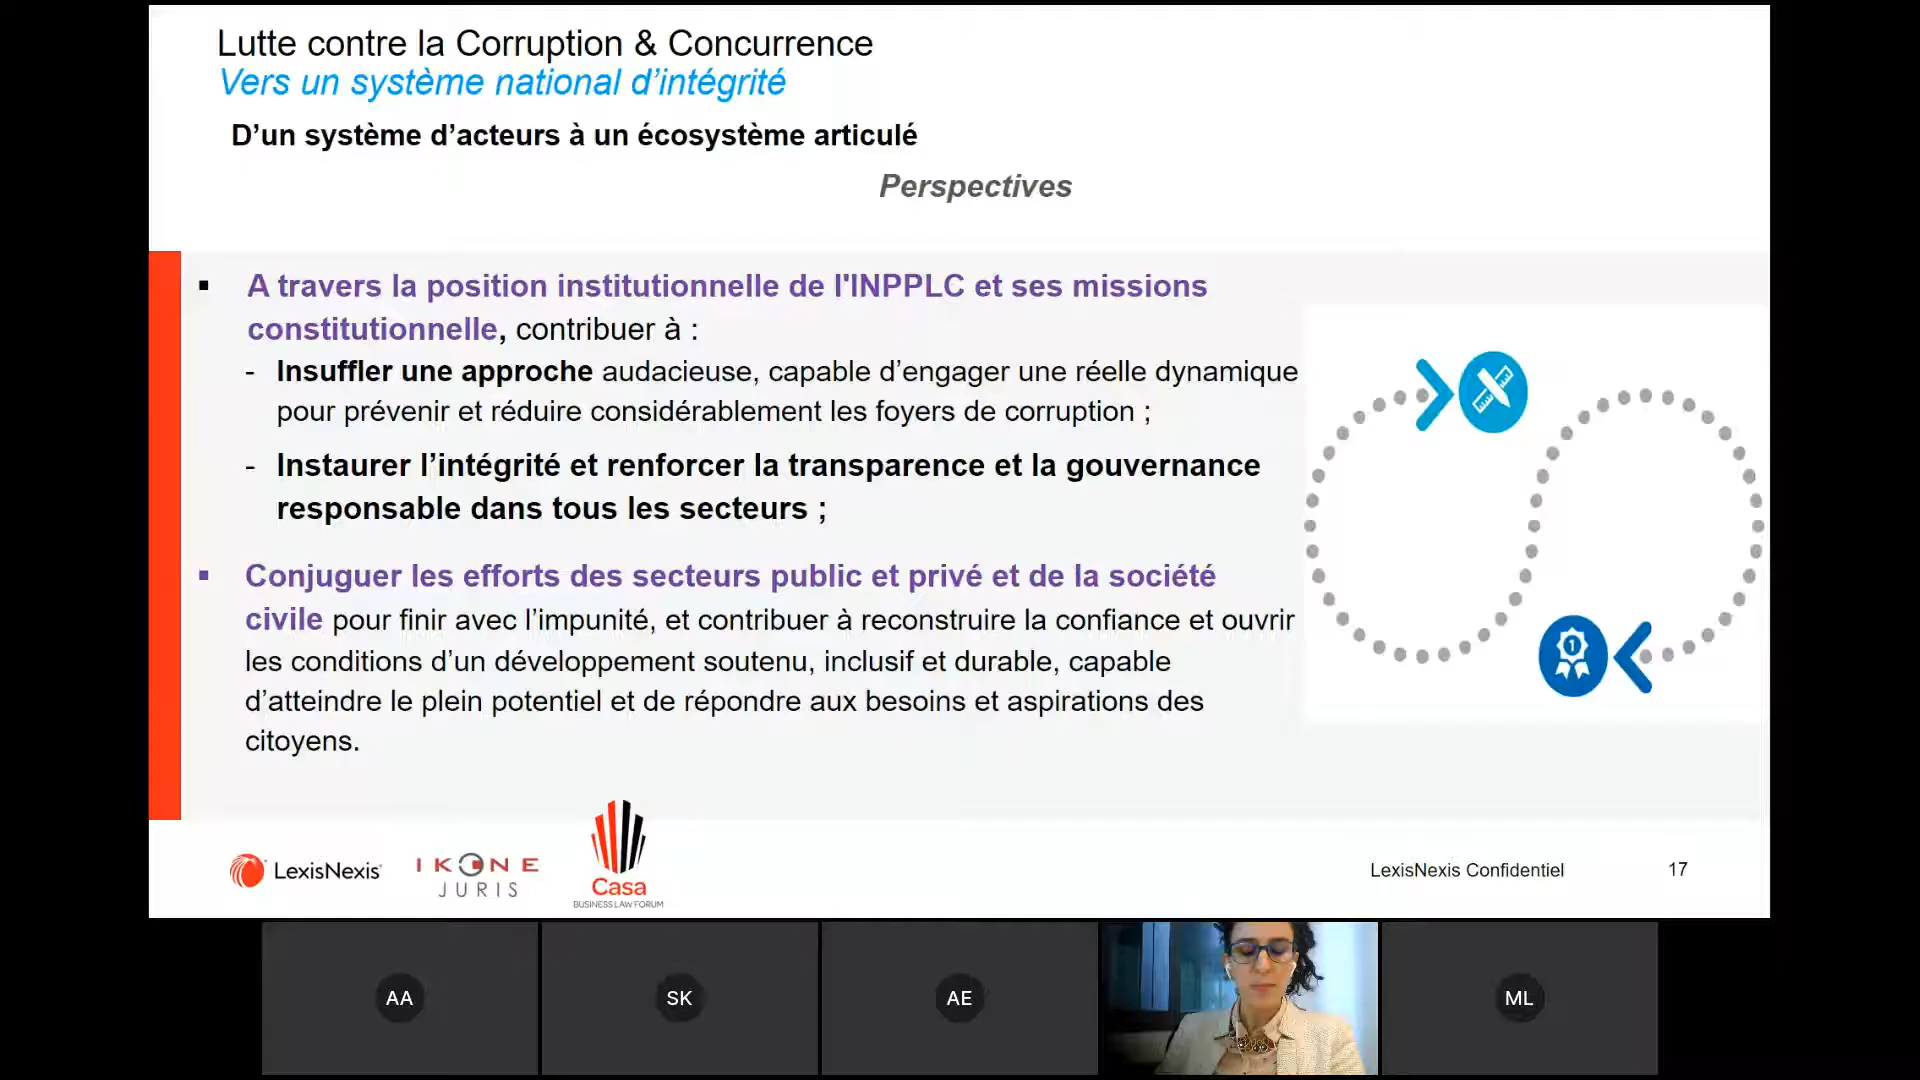 Lutte contre la Corruption & Concurrence
Vers un système national d’intégrité
D’un système d’acteurs à un écosystème articulé
Perspectives
▪ A travers la position institutionnelle de l'INPPLC et ses missions
constitutionnelle, contribuer à :
- Insuffler une approche audacieuse, capable d’engager une réelle dynamique
pour prévenir et réduire considérablement les foyers de corruption ;
- Instaurer l’intégrité et renforcer la transparence et la gouvernance
responsable dans tous les secteurs ;
▪ Conjuguer les efforts des secteurs public et privé et de la société
civile pour finir avec l’impunité, et contribuer à reconstruire la confiance et ouvrir
les conditions d’un développement soutenu, inclusif et durable, capable
d’atteindre le plein potentiel et de répondre aux besoins et aspirations des
citoyens.
1
LexisNexis
IKONE
JURIS
Casa
BUSINESS LAW FORUM
LexisNexis Confidentiel
17
AA
SK
AE
ML